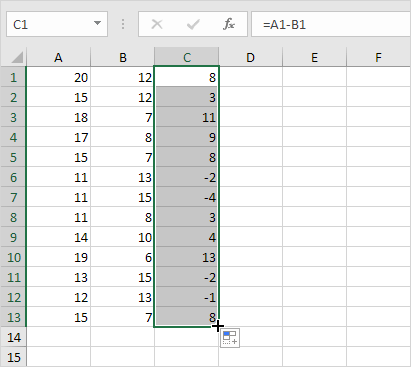 C1 fx =A1-B1
A B C D E F
1 20 12 8
2 15 12 3
3 18 7 11
4 17 8 9
5 15 7 8
6 11 13 -2
7 11 15 -4
8 11 8 3
9 14 10 4
10 19 6 13
11 13 15 -2
12 12 13 -1
13 15 7 8
14
15